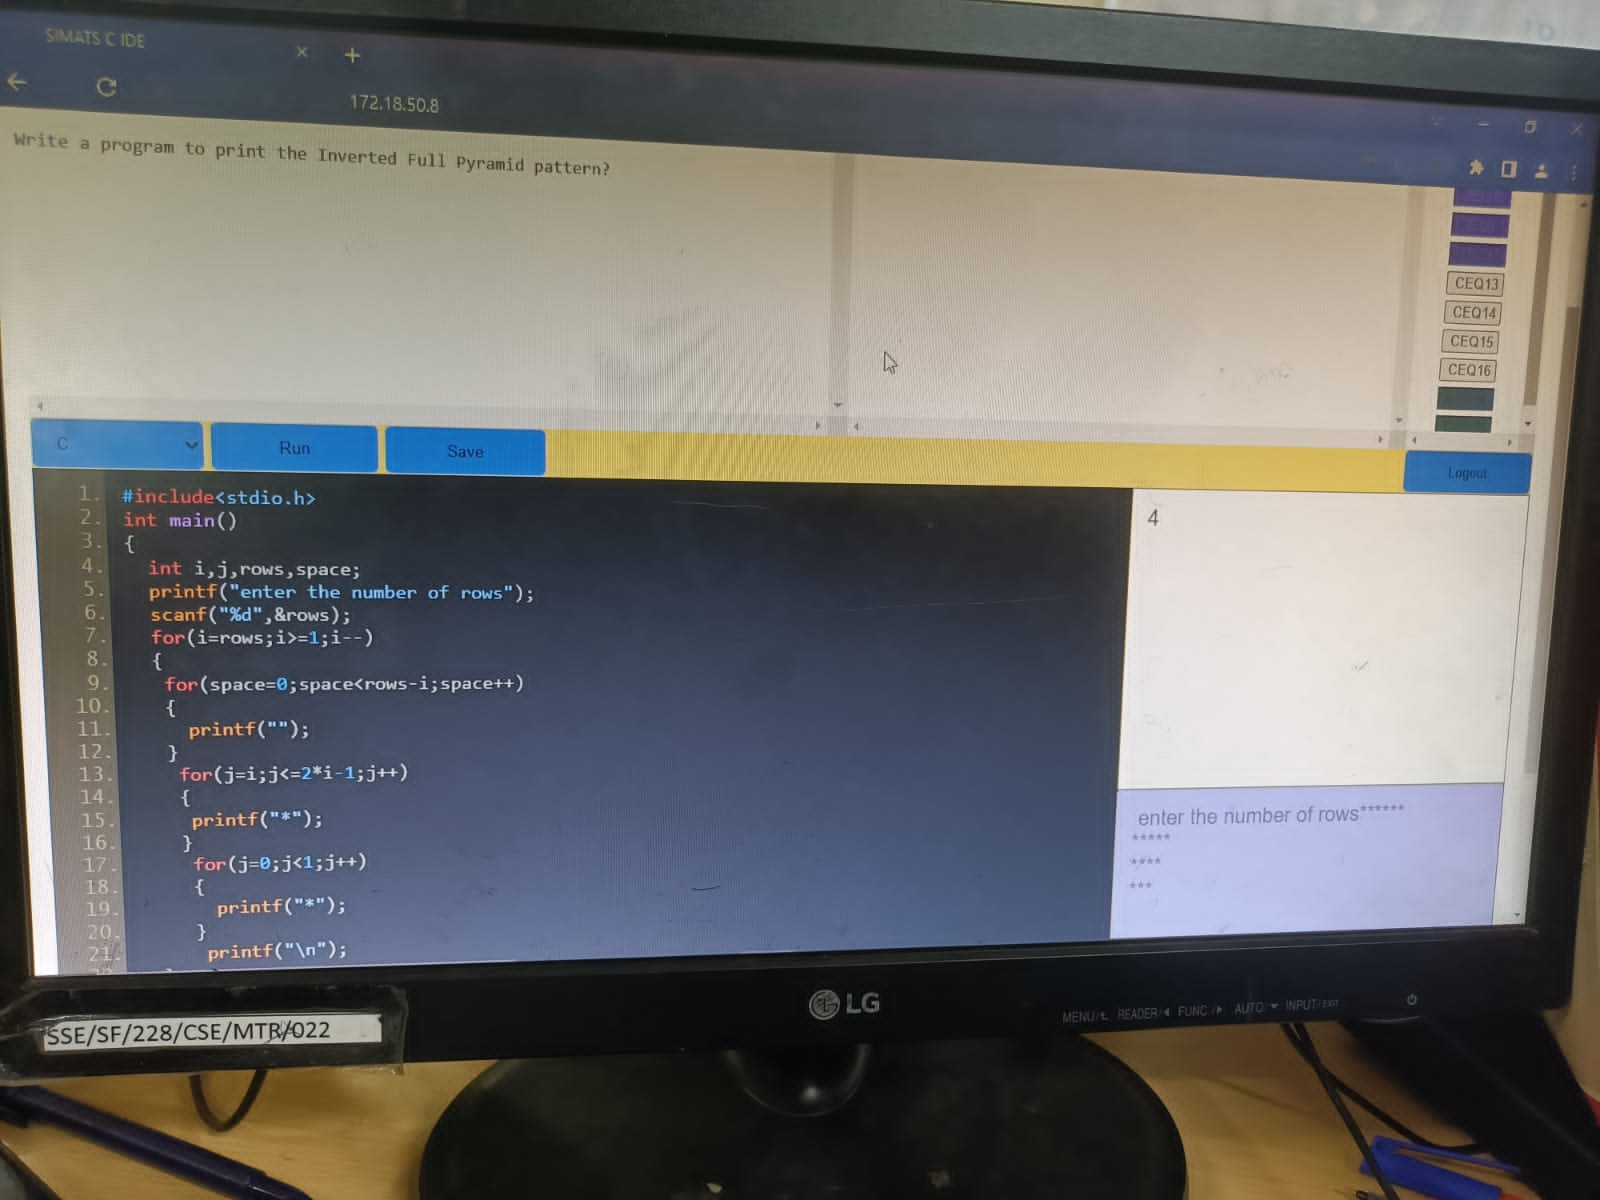 SIMATS C IDE
172.18.50.8
Write a program to print the Inverted Full Pyramid pattern?
CEQ13
CEQ14
CEQ15
CEQ16
C
Run
Save
Logout
1. #include<stdio.h>
2. int main()
3. {
4. int i,j,rows,space;
5. printf("enter the number of rows");
6. scanf("%d",&rows);
7. for(i=rows;i>=1;i--)
8. {
9. for(space=0;space<rows-i;space++)
10. {
11. printf("");
12. }
13. for(j=i;j<=2*i-1;j++)
14. {
15. printf("*");
16. }
17. for(j=0;j<1;j++)
18. {
19. printf("*");
20. }
21. printf("\n");
4
enter the number of rows******
*****
****
***
LG
MENU/ READER/ FUNC./ AUTO/ INPUT/EXIT
SSE/SF/228/CSE/MTR/022